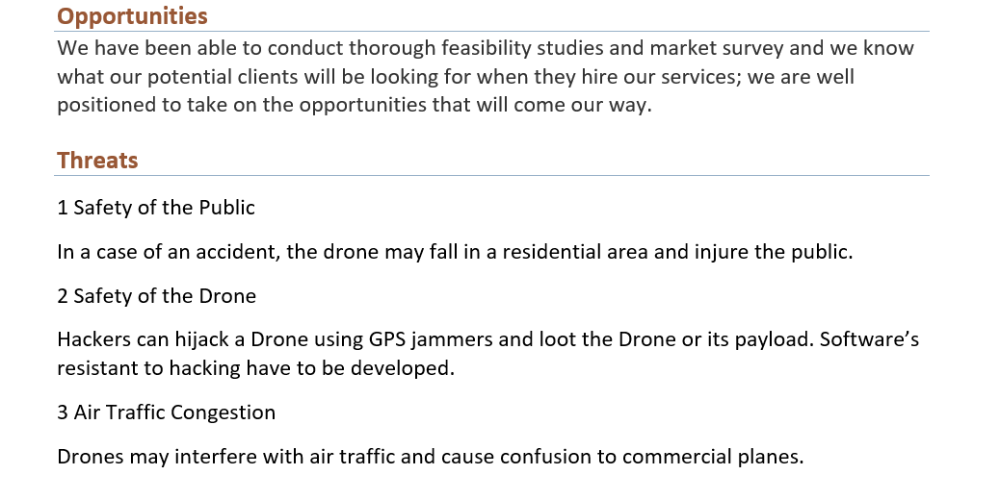 Opportunities
We have been able to conduct thorough feasibility studies and market survey and we know
what our potential clients will be looking for when they hire our services; we are well
positioned to take on the opportunities that will come our way.
Threats
1 Safety of the Public
In a case of an accident, the drone may fall in a residential area and injure the public.
2 Safety of the Drone
Hackers can hijack a Drone using GPS jammers and loot the Drone or its payload. Software’s
resistant to hacking have to be developed.
3 Air Traffic Congestion
Drones may interfere with air traffic and cause confusion to commercial planes.